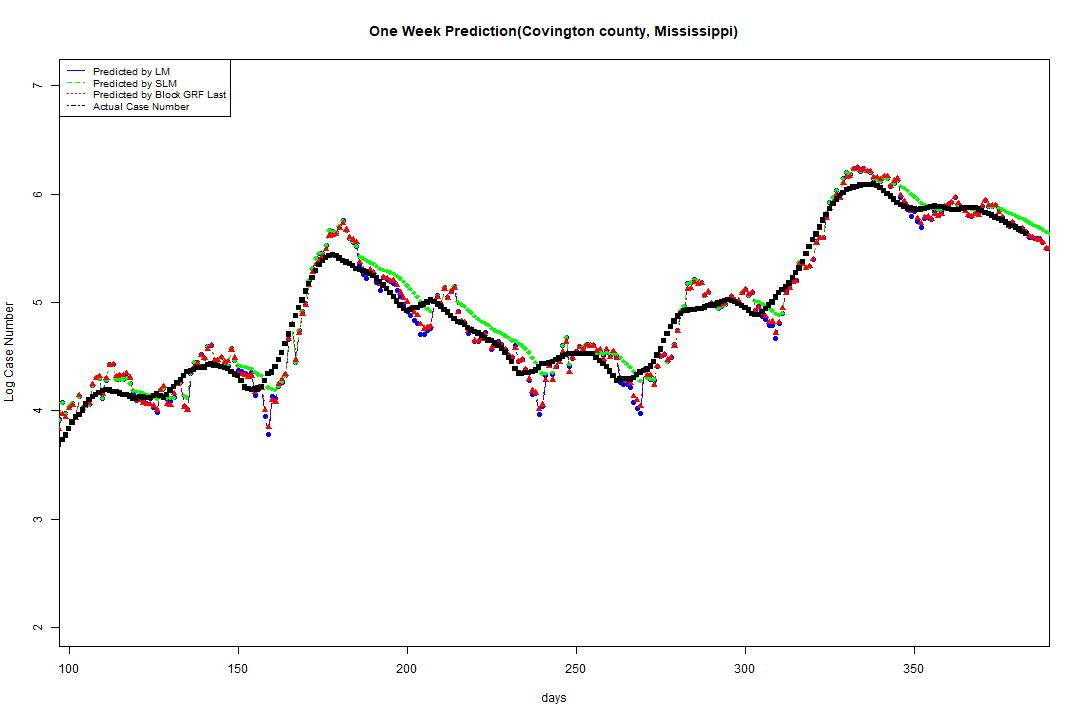 One Week Prediction(Covington county, Mississippi)
Predicted by LM
Predicted by SLM
Predicted by Block GRF Last
Actual Case Number
7
6
5
4
3
2
Log Case Number
100 150 200 250 300 350
days